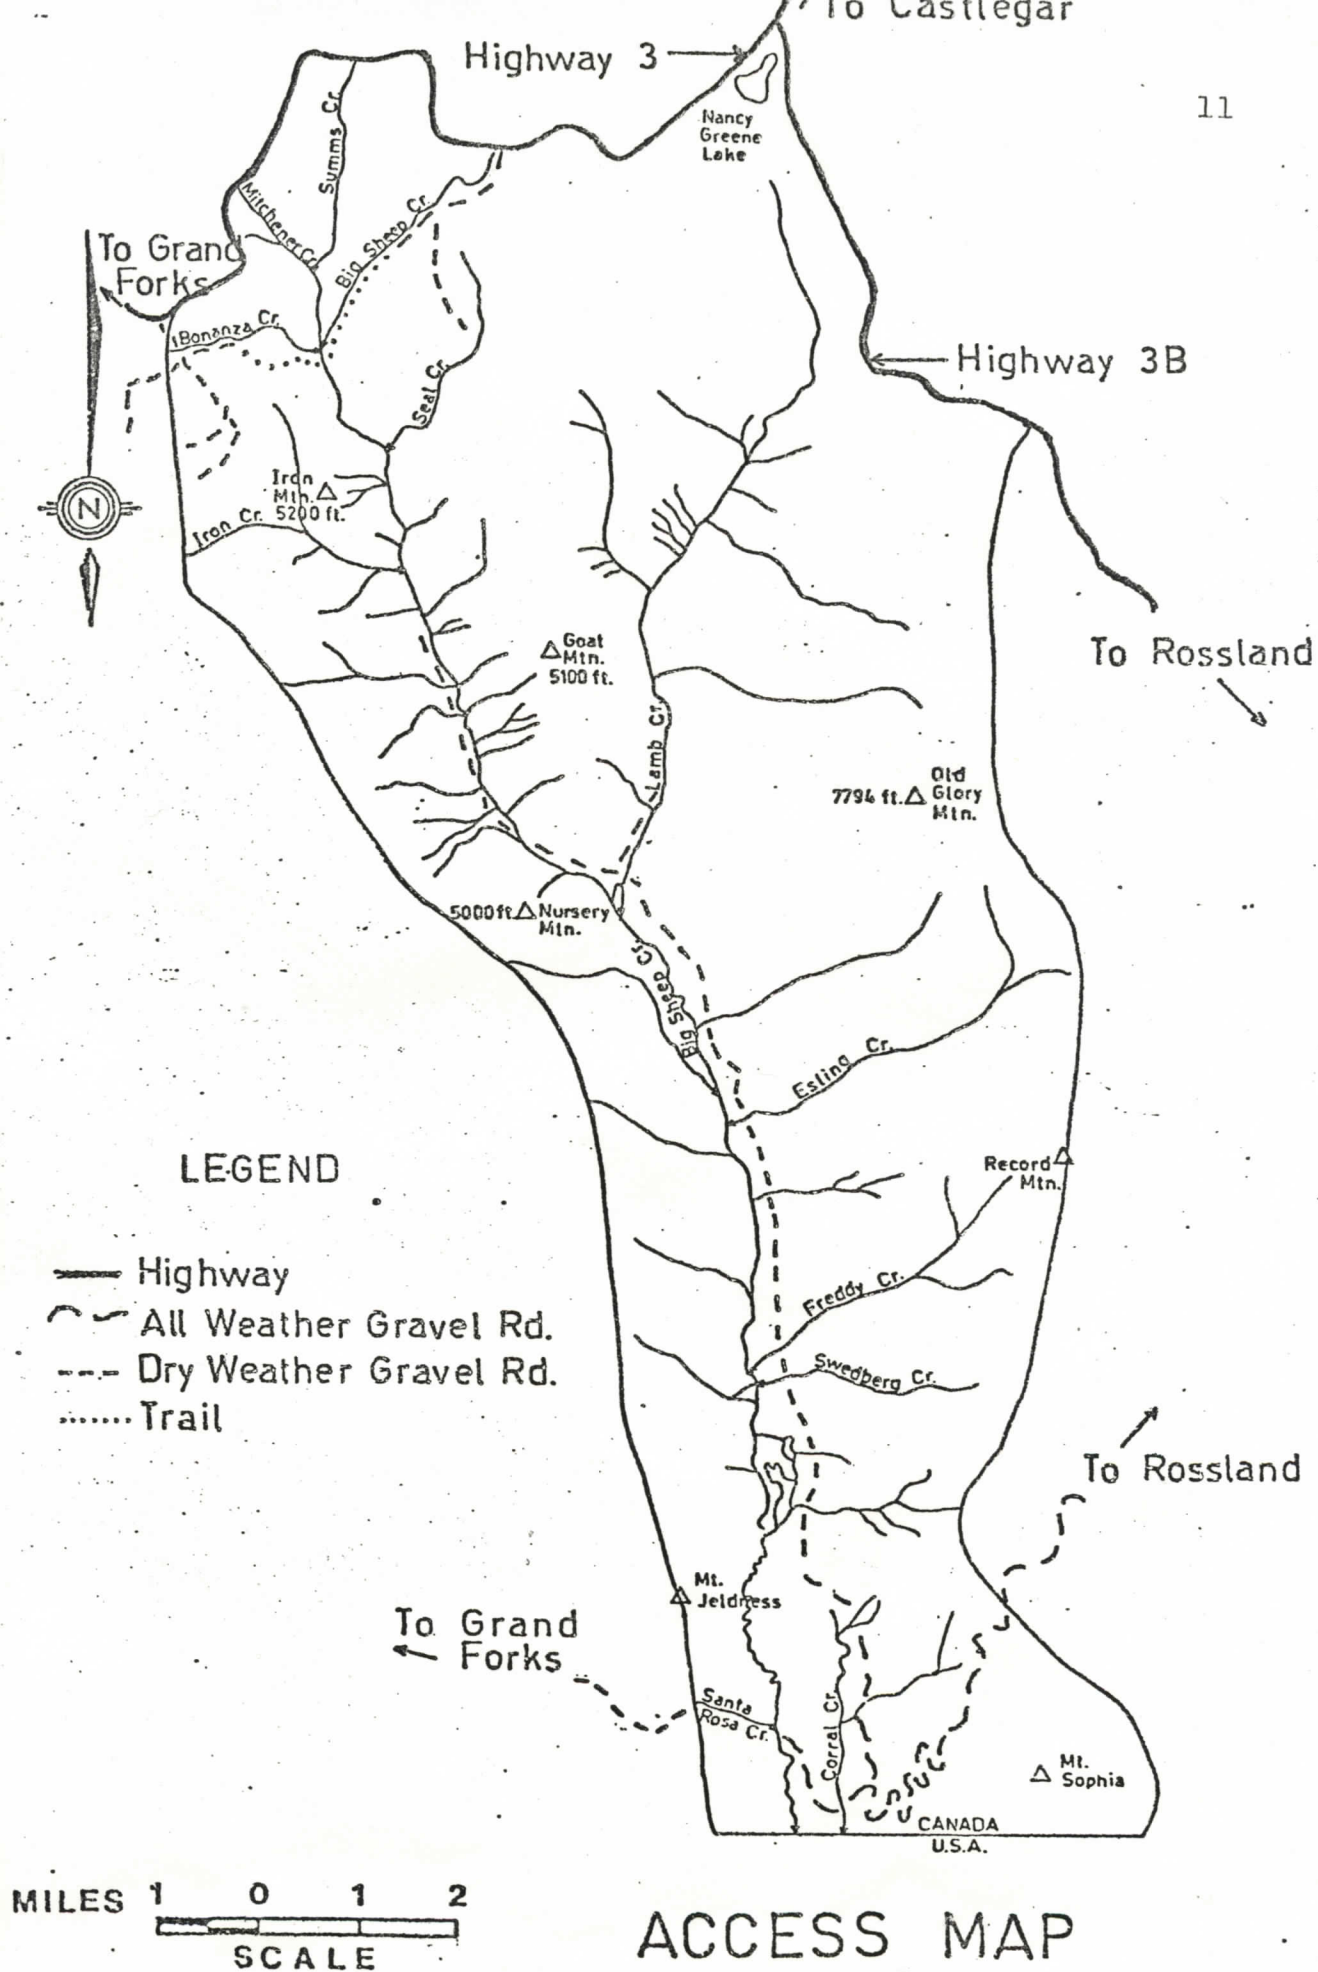 To Castlegar
Highway 3
11
Nancy
Greene
Lake
Summs Cr.
Mitchener Cr.
Big Sheep Cr.
To Grand
Forks
Bonanza Cr.
Highway 3B
Seal Cr.
Iron
Mtn.
5200 ft.
Iron Cr.
N
Goat
Mtn.
5100 ft.
To Rossland
Lamb Cr.
Old
7794 ft. Glory
Mtn.
5000 ft. Nursery
Mtn.
Big Sheep Cr.
Esling Cr.
LEGEND
Record
Mtn.
Highway
All Weather Gravel Rd.
Dry Weather Gravel Rd.
Trail
Freddy Cr.
Swedberg Cr.
To Rossland
Mt.
Jeldness
To Grand
Forks
Santa
Rosa Cr.
Corral Cr.
Mt.
Sophia
CANADA
U.S.A.
MILES 1 0 1 2
SCALE
ACCESS MAP